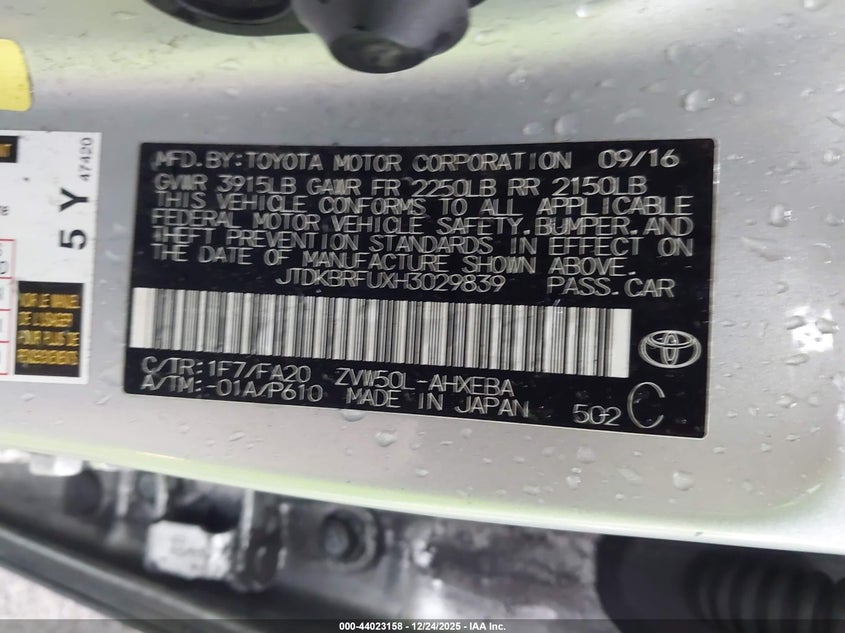 MFD. BY: TOYOTA MOTOR CORPORATION 09/16
GVWR 3915LB GAWR FR 2250LB RR 2150LB
THIS VEHICLE CONFORMS TO ALL APPLICABLE
FEDERAL MOTOR VEHICLE SAFETY, BUMPER, AND
THEFT PREVENTION STANDARDS IN EFFECT ON
THE DATE OF MANUFACTURE SHOWN ABOVE.
JTDKBRFUXH3029839 PASS. CAR
C/TR: 1F7/FA20 ZVW50L-AHXEBA
A/TM: -01A/P610 MADE IN JAPAN 502 C
5 Y
47420
000-44023158 - 12/24/2025 - IAA Inc.